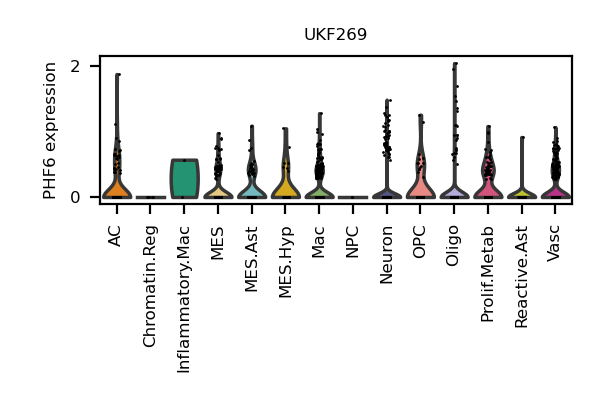 UKF269
PHF6 expression
2
0
AC
Chromatin.Reg
Inflammatory.Mac
MES
MES.Ast
MES.Hyp
Mac
NPC
Neuron
OPC
Oligo
Prolif.Metab
Reactive.Ast
Vasc